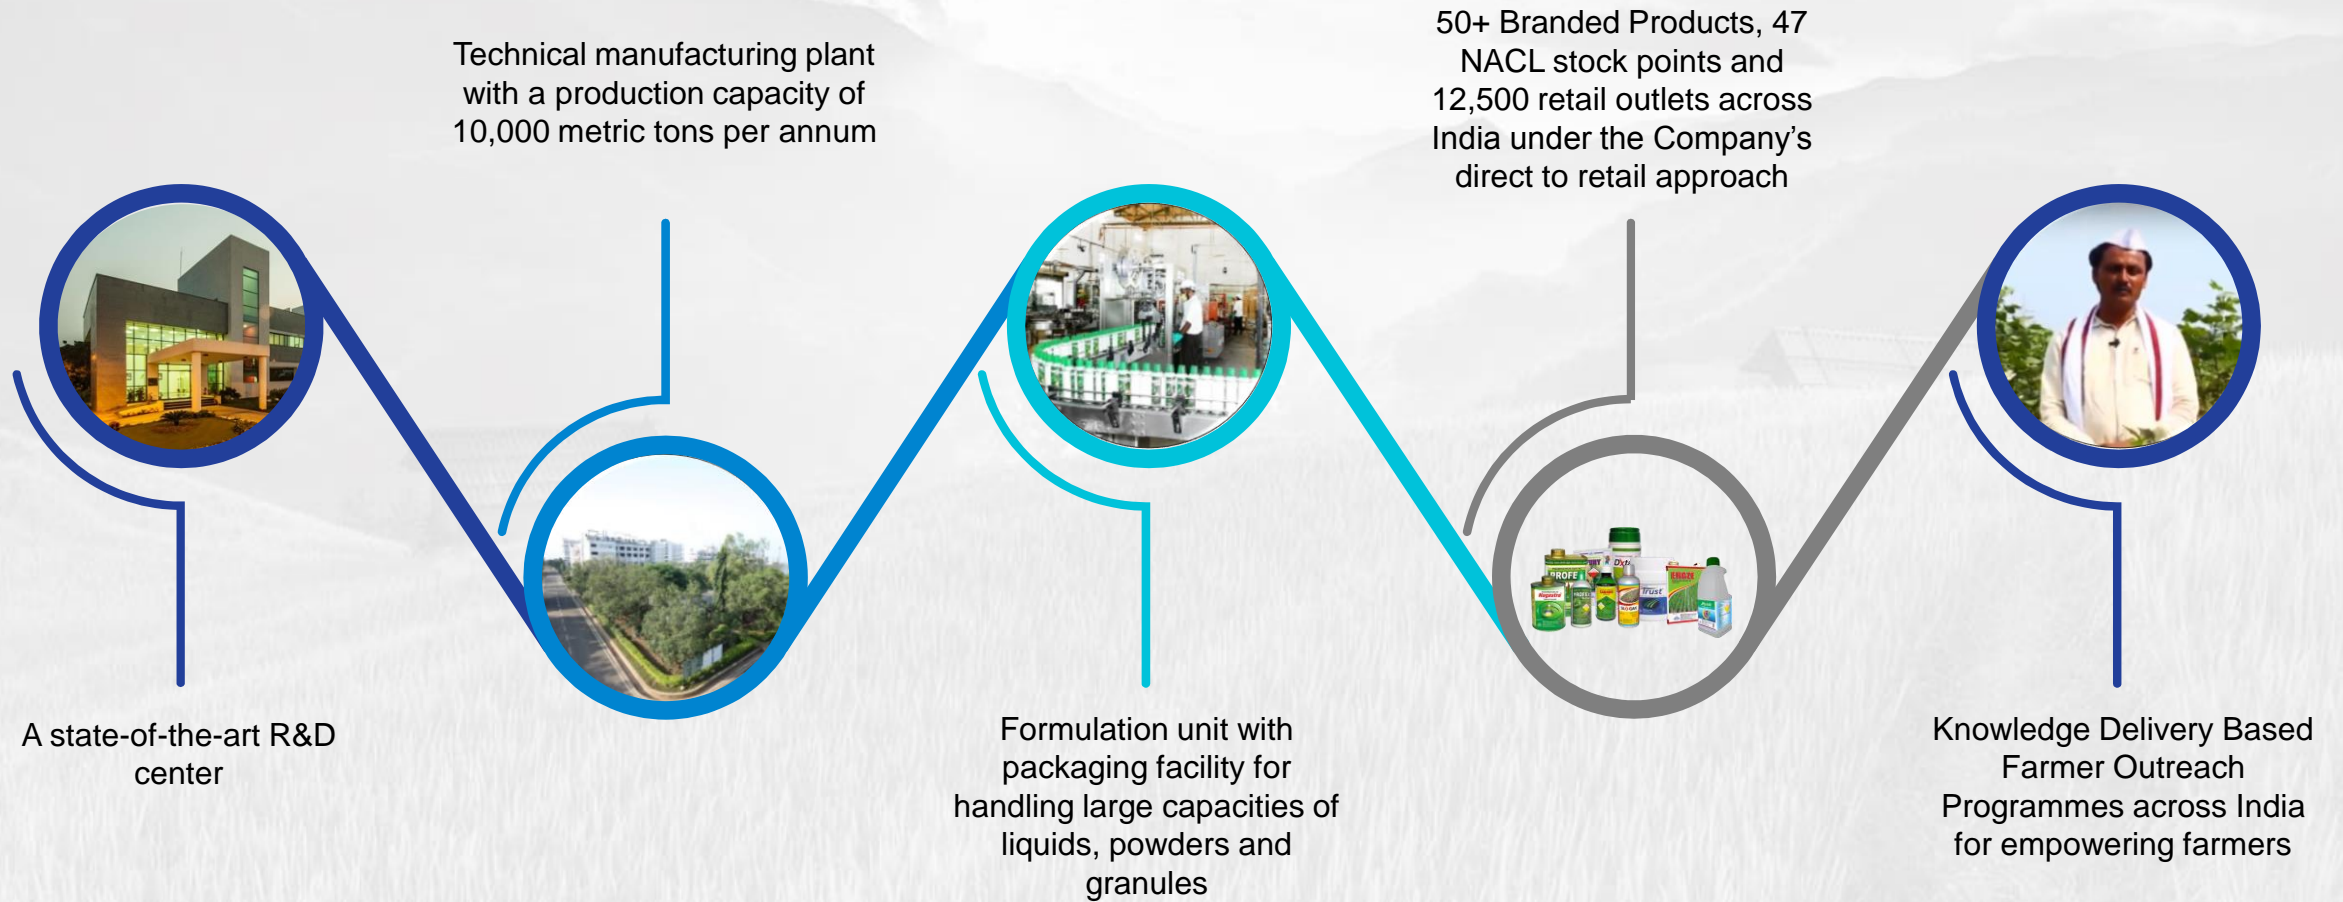 Technical manufacturing plant
with a production capacity of
10,000 metric tons per annum
50+ Branded Products, 47
NACL stock points and
12,500 retail outlets across
India under the Company’s
direct to retail approach
A state-of-the-art R&D
center
Formulation unit with
packaging facility for
handling large capacities of
liquids, powders and
granules
Knowledge Delivery Based
Farmer Outreach
Programmes across India
for empowering farmers
PROFE
Trust